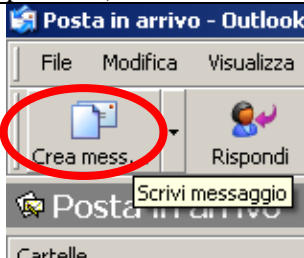 Posta in arrivo - Outlook
File Modifica Visualizza
Crea mess. Rispondi
Scrivi messaggio
Posta in arrivo
Cartelle